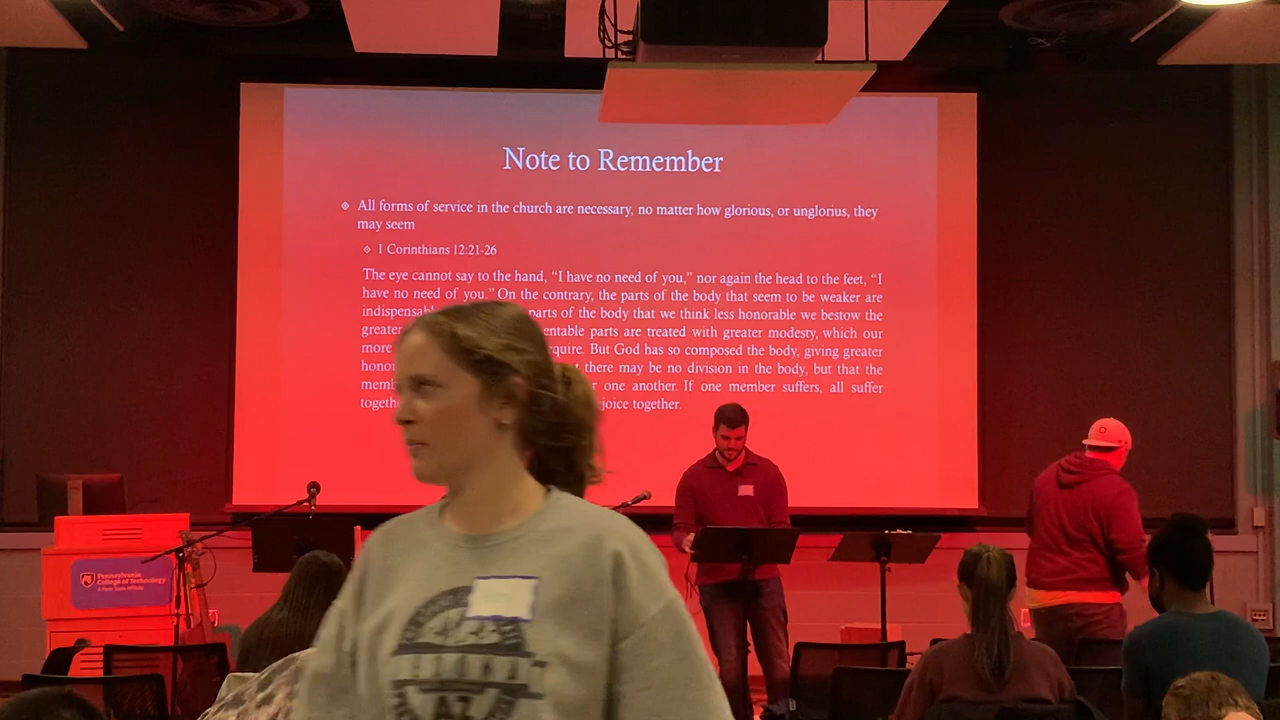 Note to Remember
All forms of service in the church are necessary, no matter how glorious, or unglorius, they
may seem
1 Corinthians 12:21-26
The eye cannot say to the hand, “I have no need of you,” nor again the head to the feet, “I
have no need of you.” On the contrary, the parts of the body that seem to be weaker are
parts of the body that we think less honorable we bestow the
greater parts are treated with greater modesty, which our
more But God has so composed the body, giving greater
there may be no division in the body, but that the
one another. If one member suffers, all suffer
together.
Pennsylvania
College of Technology
A Penn State Affiliate
AZ